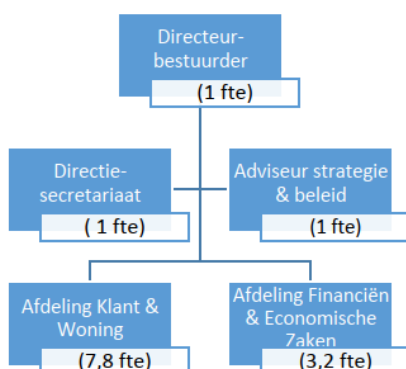 Directeur-
bestuurder
(1 fte)
Directie-
secretariaat
( 1 fte)
Adviseur strategie
& beleid
(1 fte)
Afdeling Klant &
Woning
(7,8 fte)
Afdeling Financiën
& Economische
Zaken
(3,2 fte)